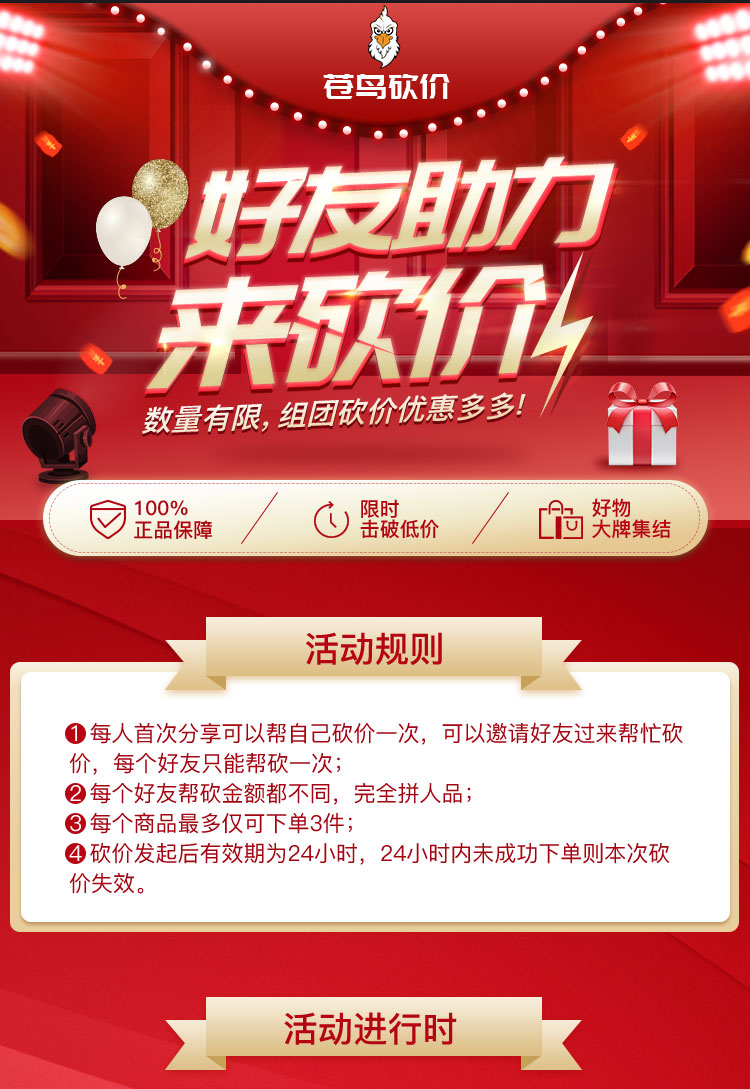 苍鸟砍价
好友助力
来砍价
数量有限，组团砍价优惠多多！
100%
正品保障
限时
击破低价
好物
大牌集结
活动规则
❶每人首次分享可以帮自己砍价一次，可以邀请好友过来帮忙砍
价，每个好友只能帮砍一次；
❷每个好友帮砍金额都不同，完全拼人品；
❸每个商品最多仅可下单3件；
❹砍价发起后有效期为24小时，24小时内未成功下单则本次砍
价失效。
活动进行时